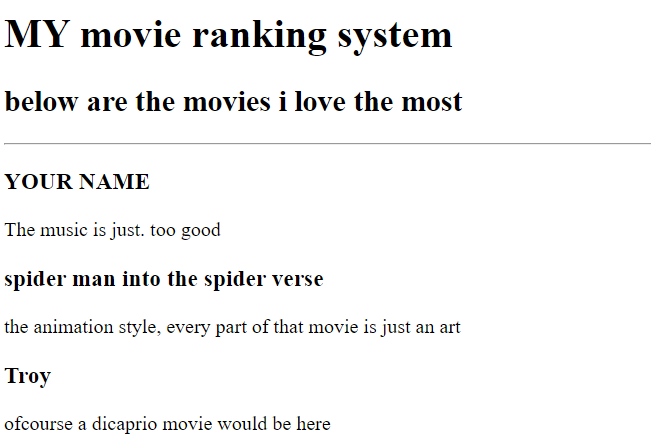 MY movie ranking system
below are the movies i love the most
YOUR NAME
The music is just. too good
spider man into the spider verse
the animation style, every part of that movie is just an art
Troy
ofcourse a dicaprio movie would be here